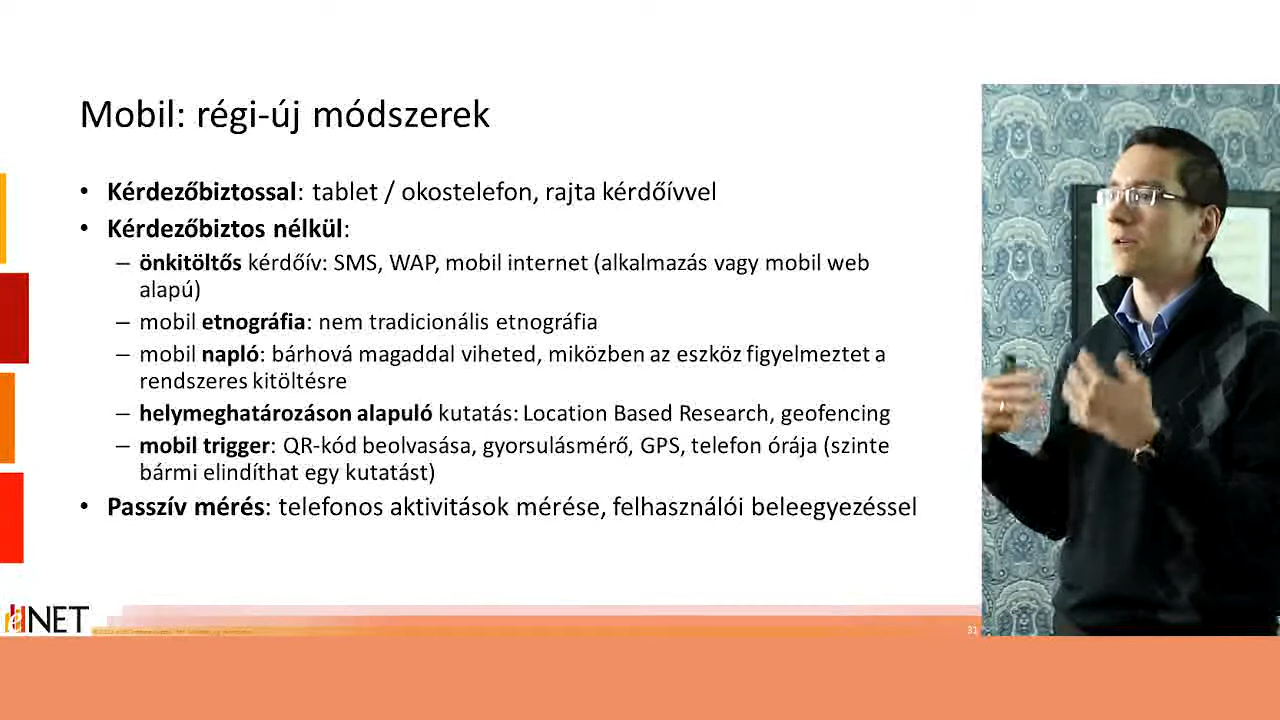 Mobil: régi-új módszerek
• Kérdezőbiztossal: tablet / okostelefon, rajta kérdőívvel
• Kérdezőbiztos nélkül:
– önkitöltős kérdőív: SMS, WAP, mobil internet (alkalmazás vagy mobil web
alapú)
– mobil etnográfia: nem tradicionális etnográfia
– mobil napló: bárhová magaddal viheted, miközben az eszköz figyelmeztet a
rendszeres kitöltésre
– helymeghatározáson alapuló kutatás: Location Based Research, geofencing
– mobil trigger: QR-kód beolvasása, gyorsulásmérő, GPS, telefon órája (szinte
bármi elindíthat egy kutatást)
• Passzív mérés: telefonos aktivitások mérése, felhasználói beleegyezéssel
NET
31